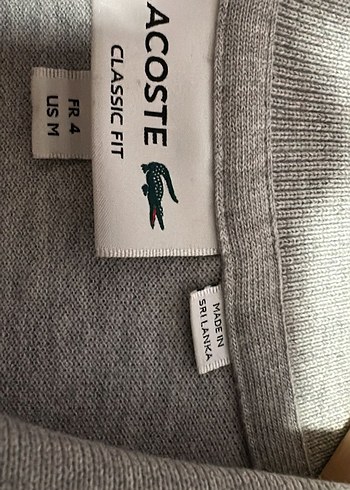 ACOSTE
CLASSIC FIT
FR 4
US M
MADE IN
SRI LANKA